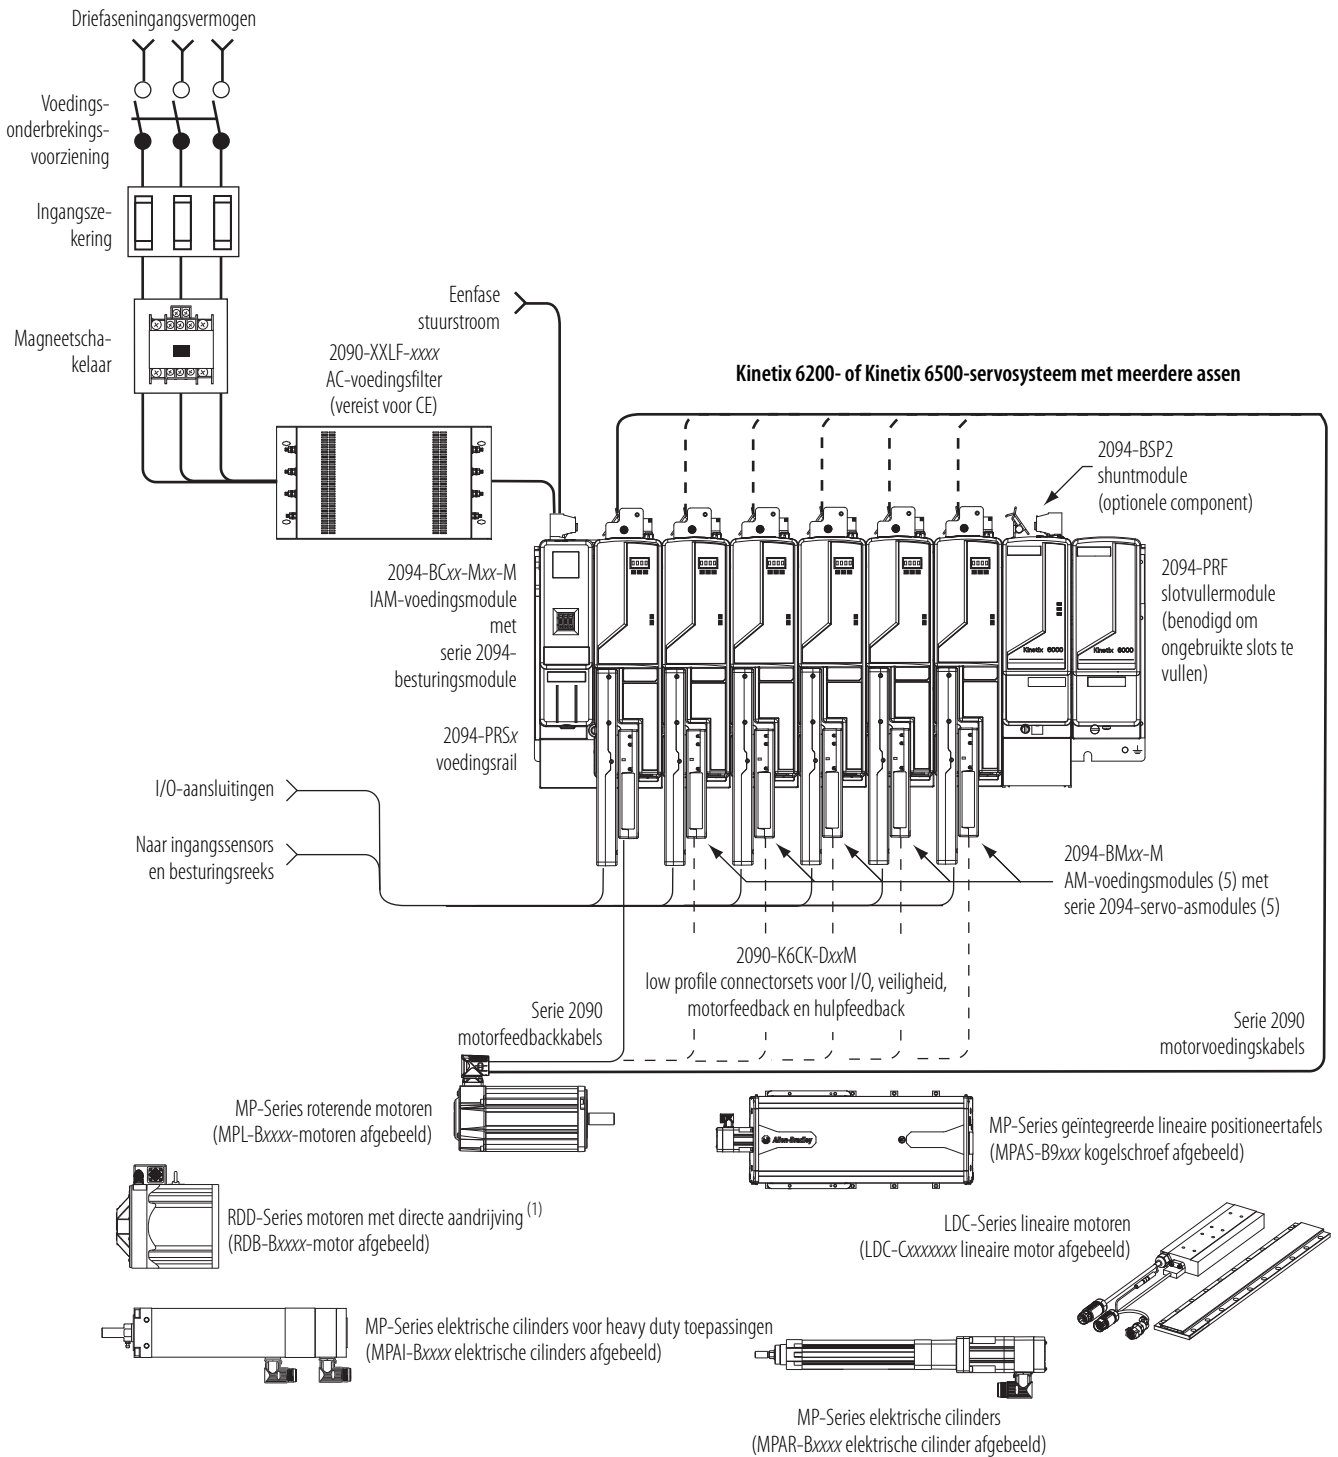 Driefaseningangsvermogen
Voedings-
onderbrekings-
voorziening
Ingangsze-
kering
Magneetscha-
kelaar
Eenfase
stuurstroom
2090-XXLF-xxxx
AC-voedingsfilter
(vereist voor CE)
Kinetix 6200- of Kinetix 6500-servosysteem met meerdere assen
2094-BSP2
shuntmodule
(optionele component)
2094-BCxx-Mxx-M
IAM-voedingsmodule
met
serie 2094-
besturingsmodule
2094-PRF
slotvullermodule
(benodigd om
ongebruikte slots te
vullen)
Kinetix 6000
Kinetix 6000
2094-PRSx
voedingsrail
I/O-aansluitingen
Naar ingangssensors
en besturingsreeks
2094-BMxx-M
AM-voedingsmodules (5) met
serie 2094-servo-asmodules (5)
2090-K6CK-DxxM
low profile connectorsets voor I/O, veiligheid,
motorfeedback en hulpfeedback
Serie 2090
motorfeedbackkabels
Serie 2090
motorvoedingskabels
MP-Series roterende motoren
(MPL-Bxxxx-motoren afgebeeld)
Allen-Bradley
MP-Series geïntegreerde lineaire positioneertafels
(MPAS-B9xxx kogelschroef afgebeeld)
RDD-Series motoren met directe aandrijving (1)
(RDB-Bxxxx-motor afgebeeld)
LDC-Series lineaire motoren
(LDC-Cxxxxxxx lineaire motor afgebeeld)
MP-Series elektrische cilinders voor heavy duty toepassingen
(MPAI-Bxxxx elektrische cilinders afgebeeld)
MP-Series elektrische cilinders
(MPAR-Bxxxx elektrische cilinder afgebeeld)